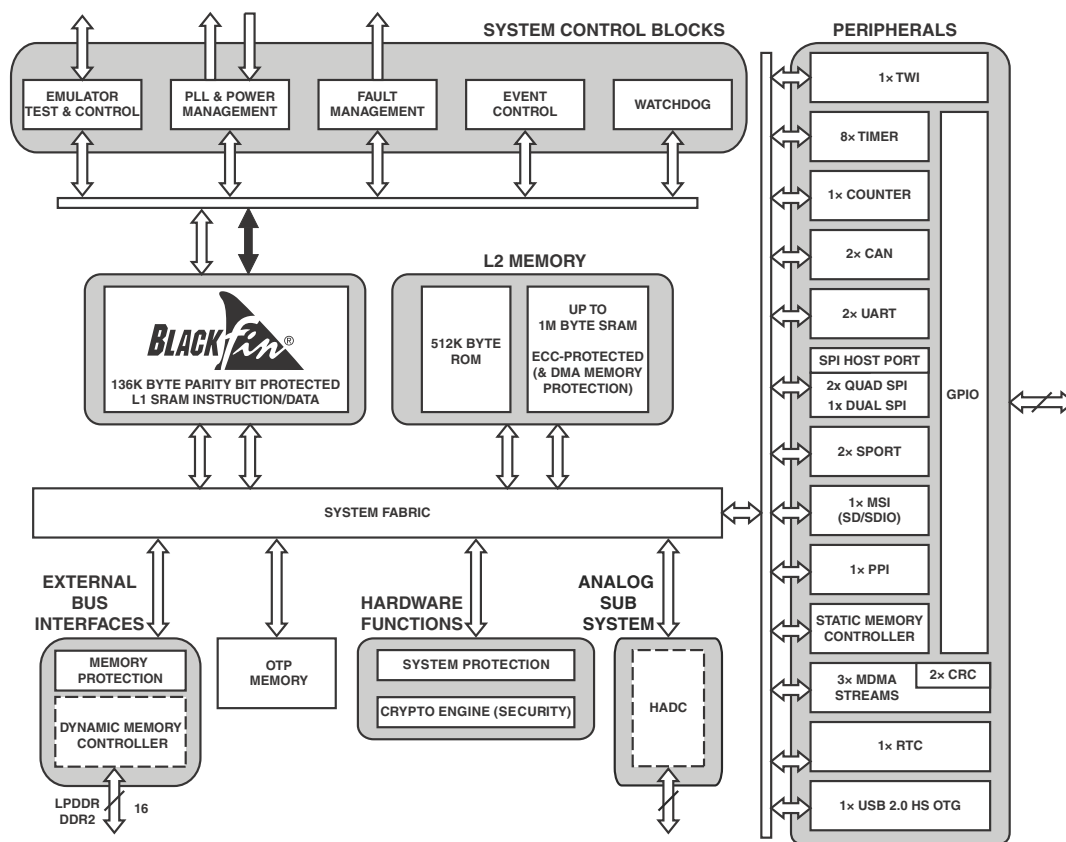 SYSTEM CONTROL BLOCKS
EMULATOR
TEST & CONTROL
PLL & POWER
MANAGEMENT
FAULT
MANAGEMENT
EVENT
CONTROL
WATCHDOG
BLACKfin®
136K BYTE PARITY BIT PROTECTED
L1 SRAM INSTRUCTION/DATA
L2 MEMORY
512K BYTE
ROM
UP TO
1M BYTE SRAM
ECC-PROTECTED
(& DMA MEMORY
PROTECTION)
SYSTEM FABRIC
EXTERNAL
BUS
INTERFACES
MEMORY
PROTECTION
DYNAMIC MEMORY
CONTROLLER
LPDDR
DDR2
16
OTP
MEMORY
HARDWARE
FUNCTIONS
SYSTEM PROTECTION
CRYPTO ENGINE (SECURITY)
ANALOG
SUB
SYSTEM
HADC
PERIPHERALS
1× TWI
8× TIMER
1× COUNTER
2× CAN
2× UART
SPI HOST PORT
2x QUAD SPI
1x DUAL SPI
2× SPORT
1× MSI
(SD/SDIO)
1× PPI
STATIC MEMORY
CONTROLLER
GPIO
3× MDMA
STREAMS
2× CRC
1× RTC
1× USB 2.0 HS OTG